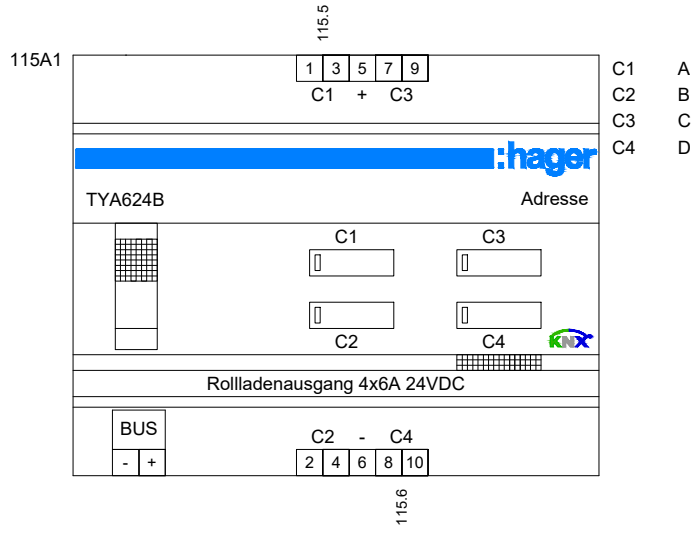 115.5
115A1
1 3 5 7 9
C1 + C3
C1 A
C2 B
C3 C
C4 D
:hager
TYA624B Adresse
C1 C3
C2 C4
KNX
Rollladenausgang 4x6A 24VDC
BUS
- +
C2 - C4
2 4 6 8 10
115.6